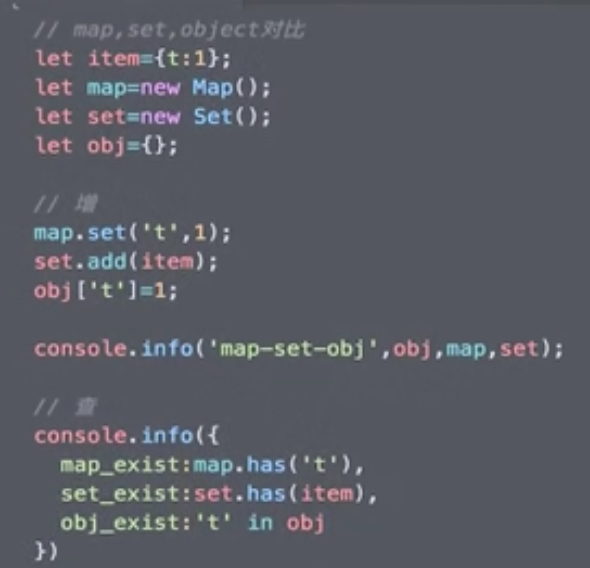 // map,set,object对比
let item={t:1};
let map=new Map();
let set=new Set();
let obj={};
// 增
map.set('t',1);
set.add(item);
obj['t']=1;
console.info('map-set-obj',obj,map,set);
// 查
console.info({
map_exist:map.has('t'),
set_exist:set.has(item),
obj_exist:'t' in obj
})